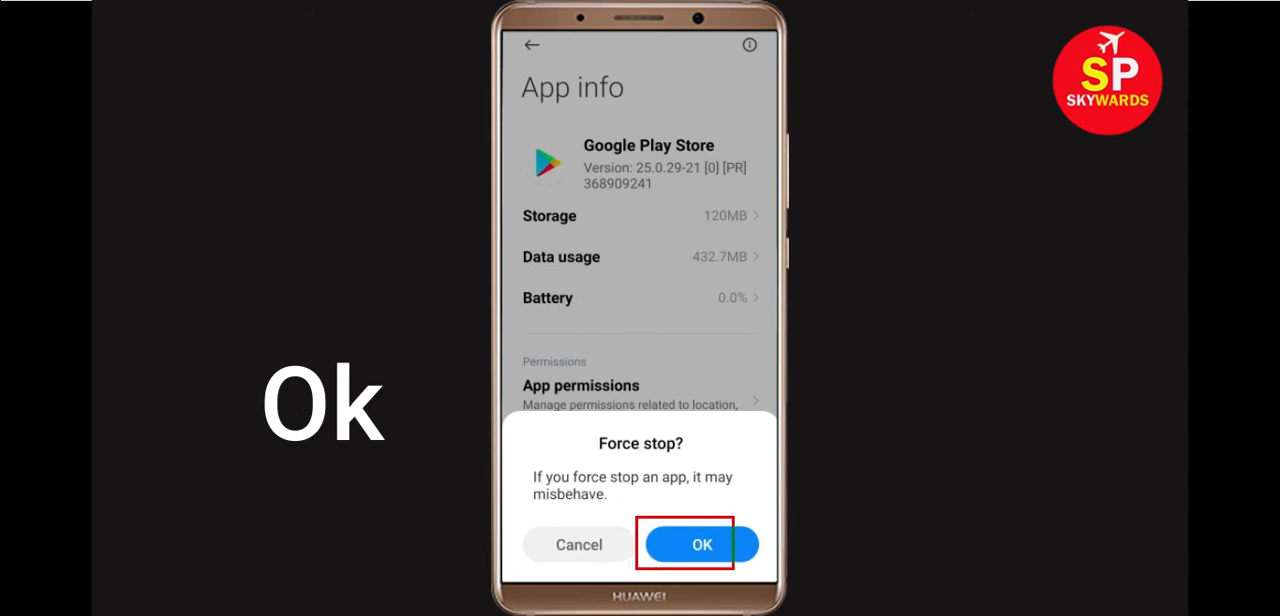 App info
Google Play Store
Version: 25.0.29-21 [0] [PR]
368909241
Storage 120MB
Data usage 432.7MB
Battery 0.0%
Permissions
App permissions
Manage permissions related to location,
Force stop?
If you force stop an app, it may
misbehave.
Cancel OK
HUAWEI
Ok
SP
SKYWARDS